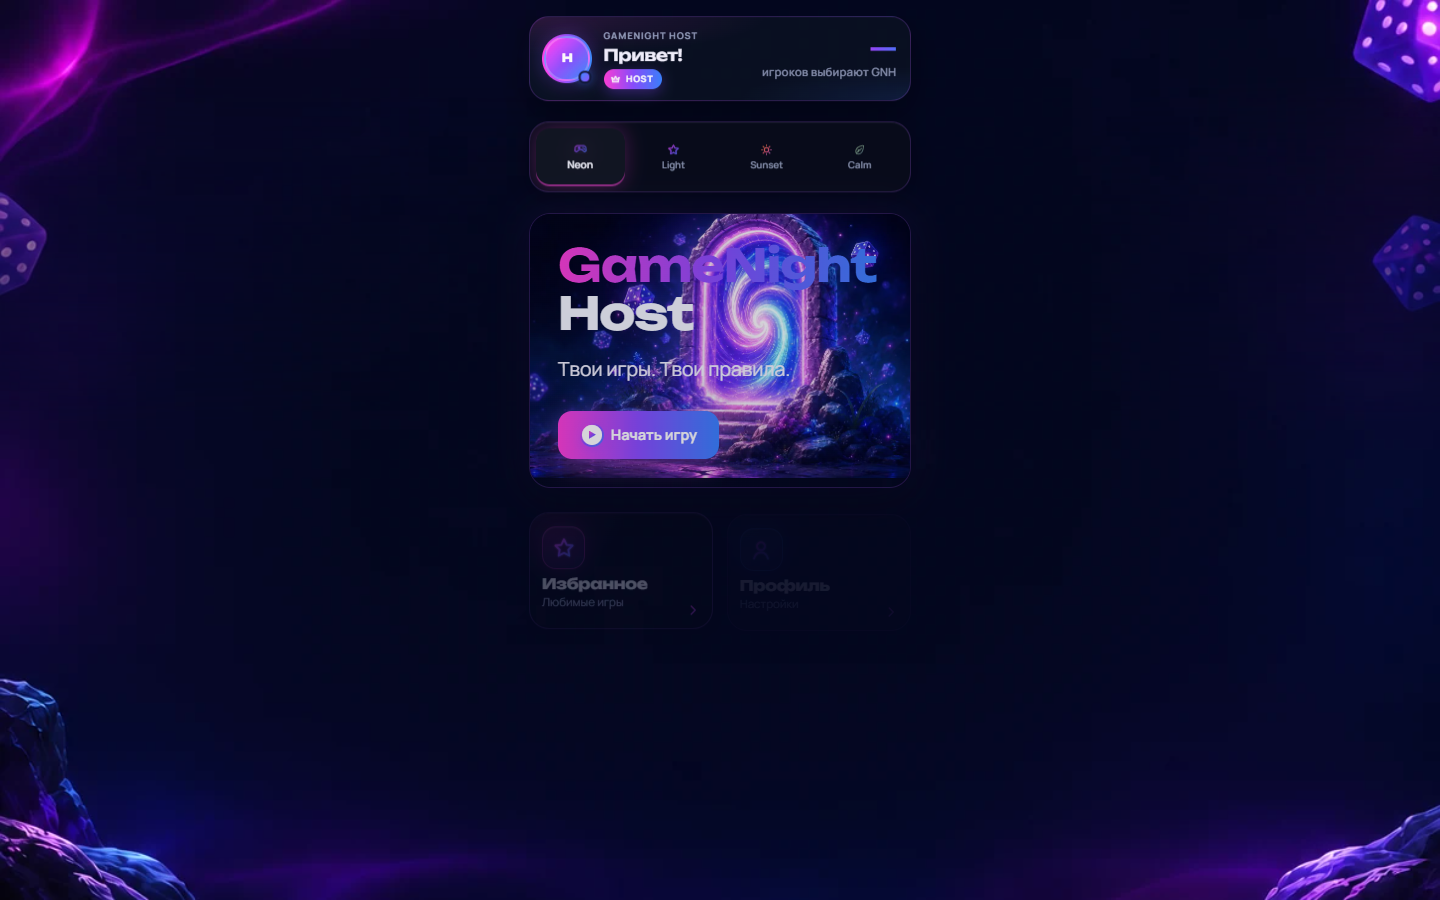 H
GAMENIGHT HOST
Привет!
HOST
игроков выбирают GNH
Neon
Light
Sunset
Calm
GameNight
Host
Твои игры. Твои правила.
Начать игру
Избранное
Любимые игры
Профиль
Настройки